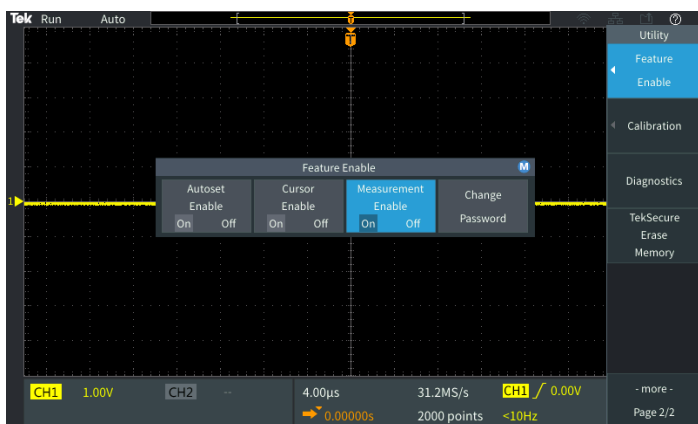 Tek Run Auto
T
T
Utility
Feature
Enable
Calibration
Diagnostics
TekSecure
Erase
Memory
- more -
Page 2/2
Feature Enable M
Autoset
Enable
On Off
Cursor
Enable
On Off
Measurement
Enable
On Off
Change
Password
1
CH1 1.00V CH2 -- 4.00µs 31.2MS/s CH1 0.00V
0.00000s 2000 points <10Hz